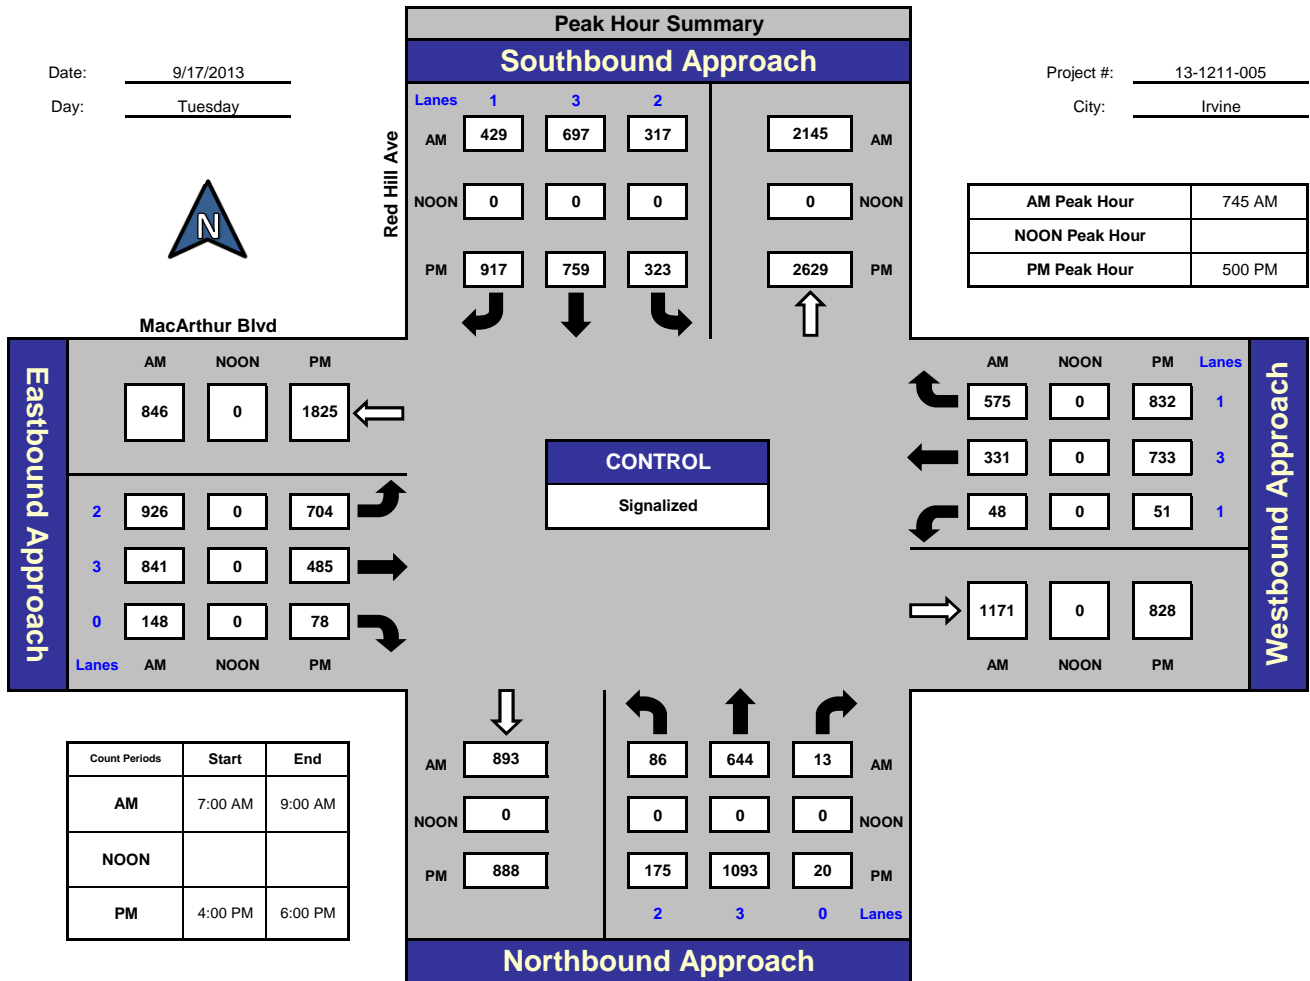 Peak Hour Summary
Southbound Approach
Date: 9/17/2013
Day: Tuesday
Project #: 13-1211-005
City: Irvine
N
Red Hill Ave
Lanes 1 3 2
AM 429 697 317 2145 AM
NOON 0 0 0 0 NOON
PM 917 759 323 2629 PM
AM Peak Hour 745 AM
NOON Peak Hour
PM Peak Hour 500 PM
MacArthur Blvd
Eastbound Approach
AM NOON PM
846 0 1825
2 926 0 704
3 841 0 485
0 148 0 78
Lanes AM NOON PM
CONTROL
Signalized
AM NOON PM Lanes
575 0 832 1
331 0 733 3
48 0 51 1
1171 0 828
AM NOON PM
Westbound Approach
Count Periods Start End
AM 7:00 AM 9:00 AM
NOON
PM 4:00 PM 6:00 PM
AM 893 86 644 13 AM
NOON 0 0 0 0 NOON
PM 888 175 1093 20 PM
2 3 0 Lanes
Northbound Approach